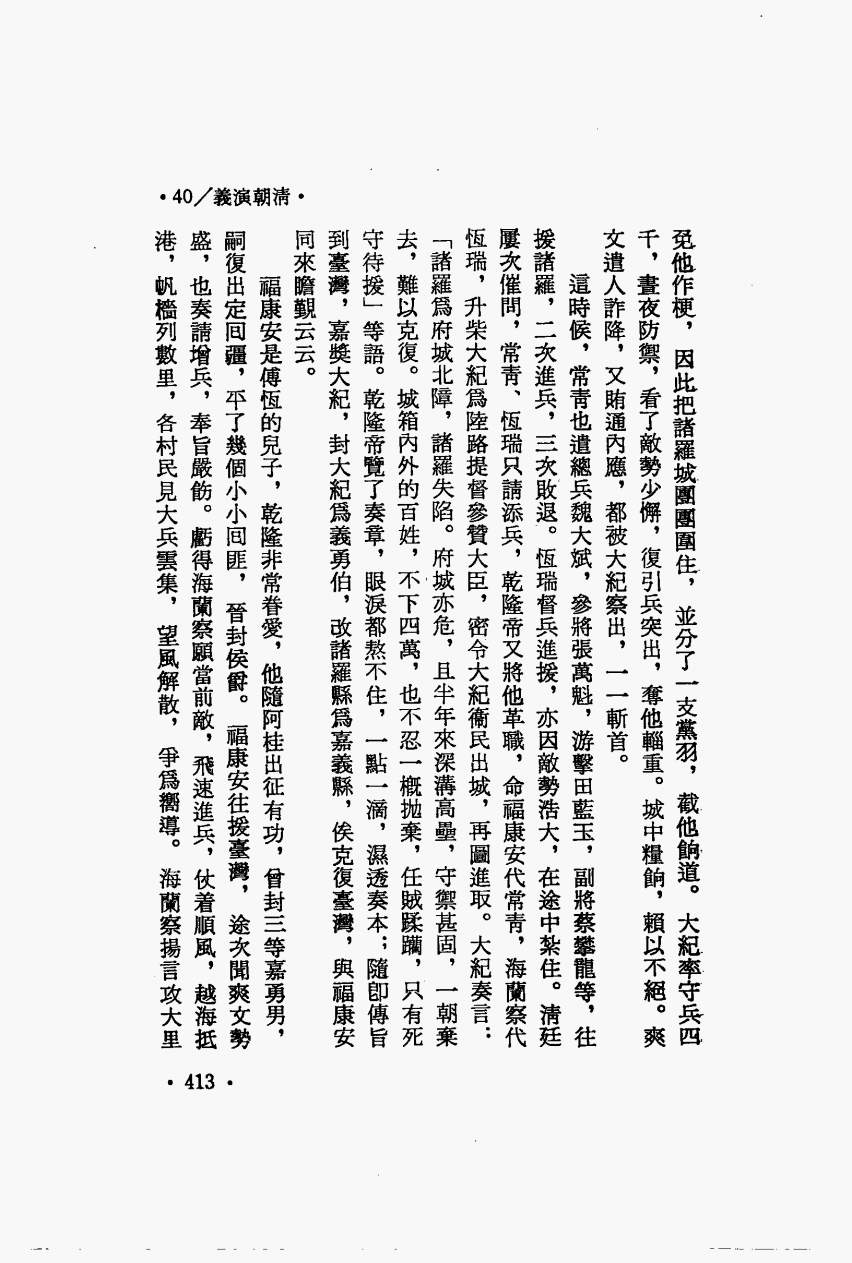 •40／義演朝清•
免他作梗，因此把諸羅城團團圍住，並分了一支黨羽，截他餉道。大紀率守兵四
千，晝夜防禦，看了敵勢少懈，復引兵突出，奪他輜重。城中糧餉，賴以不絕。爽
文遣人詐降，又賄通內應，都被大紀察出，一一斬首。
這時候，常青也遣總兵魏大斌，參將張萬魁，游擊田藍玉，副將蔡攀龍等，往
援諸羅，二次進兵，三次敗退。恆瑞督兵進援，亦因敵勢浩大，在途中紮住。清廷
屢次催問，常青、恆瑞只請添兵，乾隆帝又將他革職，命福康安代常青，海蘭察代
恆瑞，升柴大紀爲陸路提督參贊大臣，密令大紀衞民出城，再圖進取。大紀奏言：
「諸羅爲府城北障，諸羅失陷。府城亦危，且半年來深溝高壘，守禦甚固，一朝棄
去，難以克復。城箱內外的百姓，不下四萬，也不忍一概抛棄，任賊蹂躪，只有死
守待援」等語。乾隆帝覽了奏章，眼淚都熬不住，一點一滴，濕透奏本；隨卽傳旨
到臺灣，嘉獎大紀，封大紀爲義勇伯，改諸羅縣爲嘉義縣，俟克復臺灣，與福康安
同來瞻覲云云。
福康安是傅恆的兒子，乾隆非常眷愛，他隨阿桂出征有功，曾封三等嘉勇男，
嗣復出定回疆，平了幾個小小回匪，晉封侯爵。福康安往援臺灣，途次聞爽文勢
盛，也奏請增兵，奉旨嚴飭。虧得海蘭察願當前敵，飛速進兵，仗着順風，越海抵
港，帆檣列數里，各村民見大兵雲集，望風解散，爭爲嚮導。海蘭察揚言攻大里
•413•